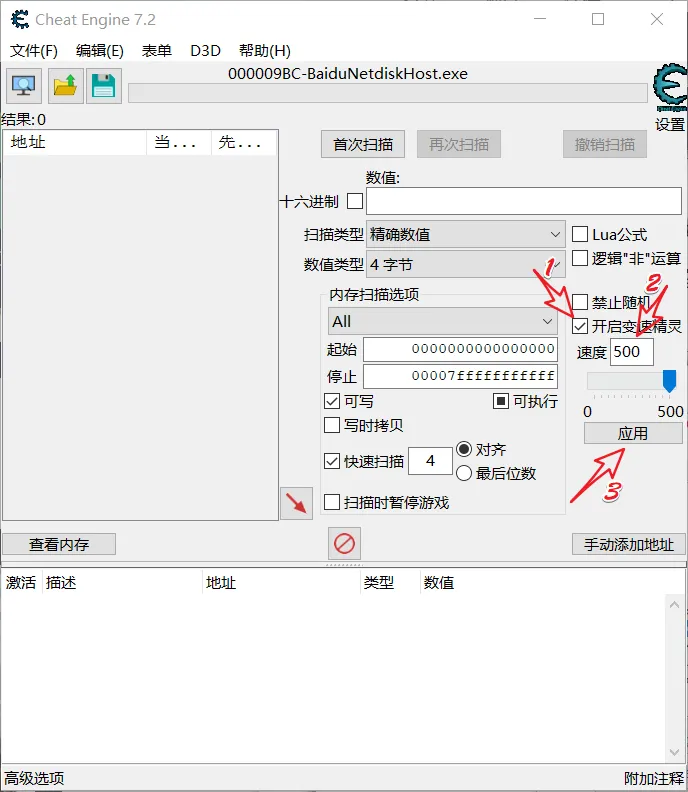 Cheat Engine 7.2
文件(F) 编辑(E) 表单 D3D 帮助(H)
000009BC-BaiduNetdiskHost.exe
设置
结果:0
地址 当... 先...
首次扫描 再次扫描 撤销扫描
数值:
十六进制
扫描类型 精确数值 Lua公式
数值类型 4 字节 逻辑"非"运算
1
2
内存扫描选项 禁止随机
All 开启变速精灵
起始 0000000000000000 速度 500
停止 00007fffffffffff
可写 可执行 0 500
写时拷贝 应用
快速扫描 4 对齐
最后位数
3
扫描时暂停游戏
查看内存 手动添加地址
激活 描述 地址 类型 数值
高级选项 附加注释